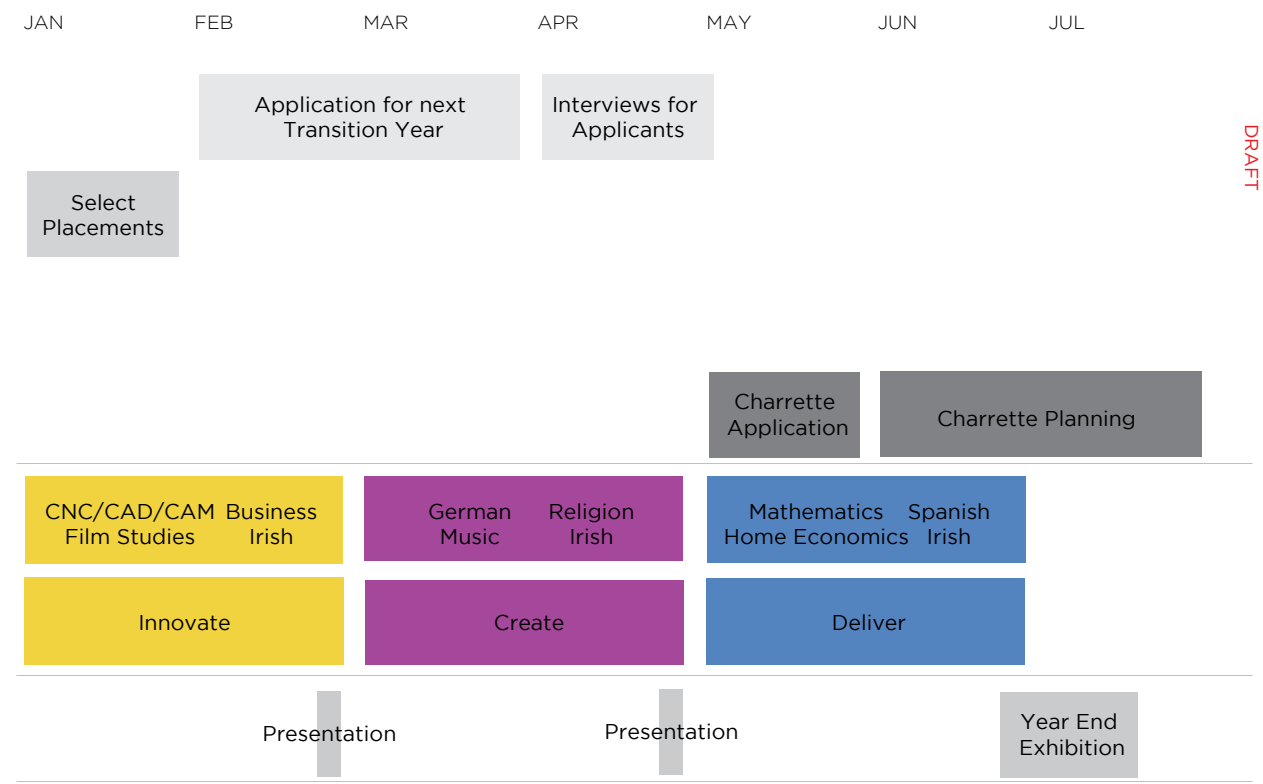 JAN FEB MAR APR MAY JUN JUL
Application for next
Transition Year
Interviews for
Applicants
DRAFT
Select
Placements
Charrette
Application
Charrette Planning
CNC/CAD/CAM Business
Film Studies Irish
German Religion
Music Irish
Mathematics Spanish
Home Economics Irish
Innovate
Create
Deliver
Presentation
Presentation
Year End
Exhibition